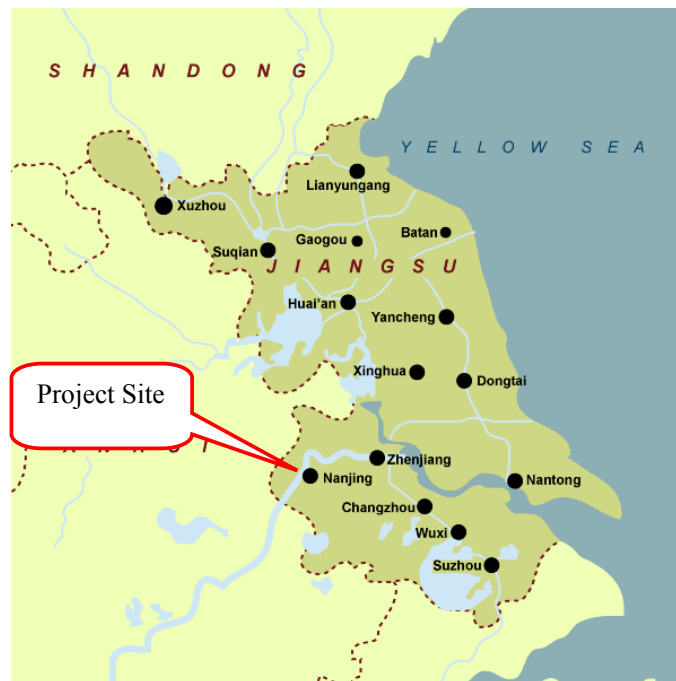 S H A N D O N G
Y E L L O W S E A
Lianyungang
Xuzhou
Batan
Gaogou
Suqian
J I A N G S U
Huai'an
Yancheng
Xinghua
Dongtai
Project Site
Zhenjiang
Nanjing
Nantong
Changzhou
Wuxi
Suzhou